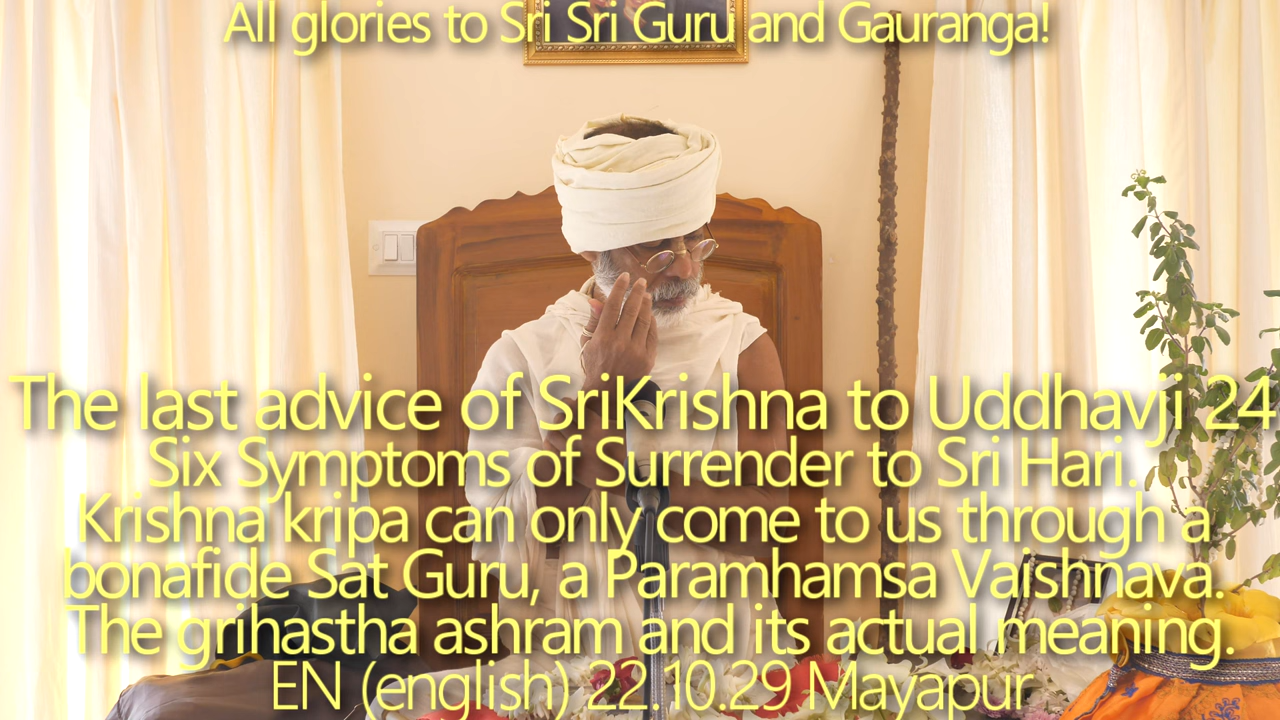 All glories to Sri Sri Guru and Gauranga!
The last advice of SriKrishna to Uddhavji 24
Six Symptoms of Surrender to Sri Hari.
Krishna kripa can only come to us through a
bonafide Sat Guru, a Paramhamsa Vaishnava.
The grihastha ashram and its actual meaning.
EN (english) 22.10.29 Mayapur